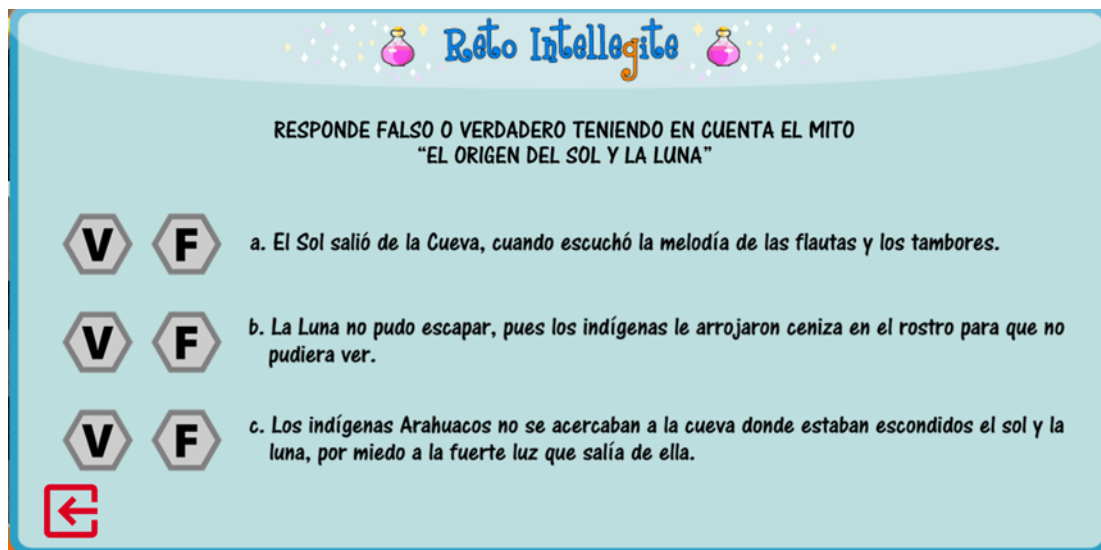 Reto Intellegite
RESPONDE FALSO O VERDADERO TENIENDO EN CUENTA EL MITO
“EL ORIGEN DEL SOL Y LA LUNA”
V F a. El Sol salió de la Cueva, cuando escuchó la melodía de las flautas y los tambores.
V F b. La Luna no pudo escapar, pues los indígenas le arrojaron ceniza en el rostro para que no
pudiera ver.
V F c. Los indígenas Arahuacos no se acercaban a la cueva donde estaban escondidos el sol y la
luna, por miedo a la fuerte luz que salía de ella.